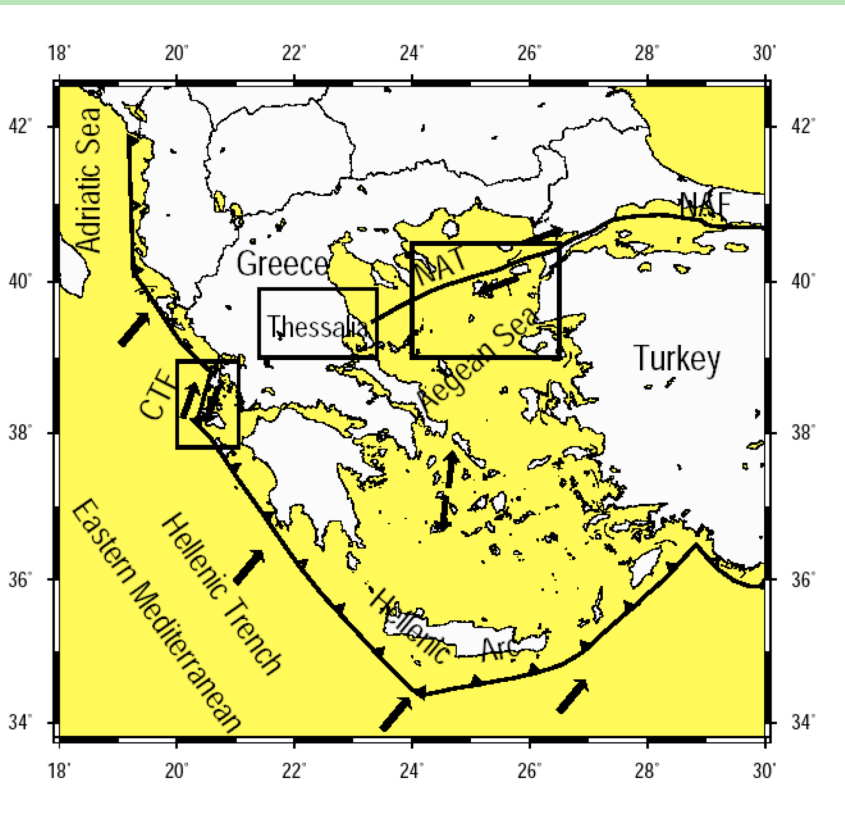 18° 20° 22° 24° 26° 28° 30°
42° 42°
Adriatic Sea
NAF
Greece
NAT
40° 40°
Thessalia
Aegean Sea
Turkey
CTF
38° 38°
Eastern Mediterranean
Hellenic Trench
36° 36°
Hellenic Arc
34° 34°
18° 20° 22° 24° 26° 28° 30°